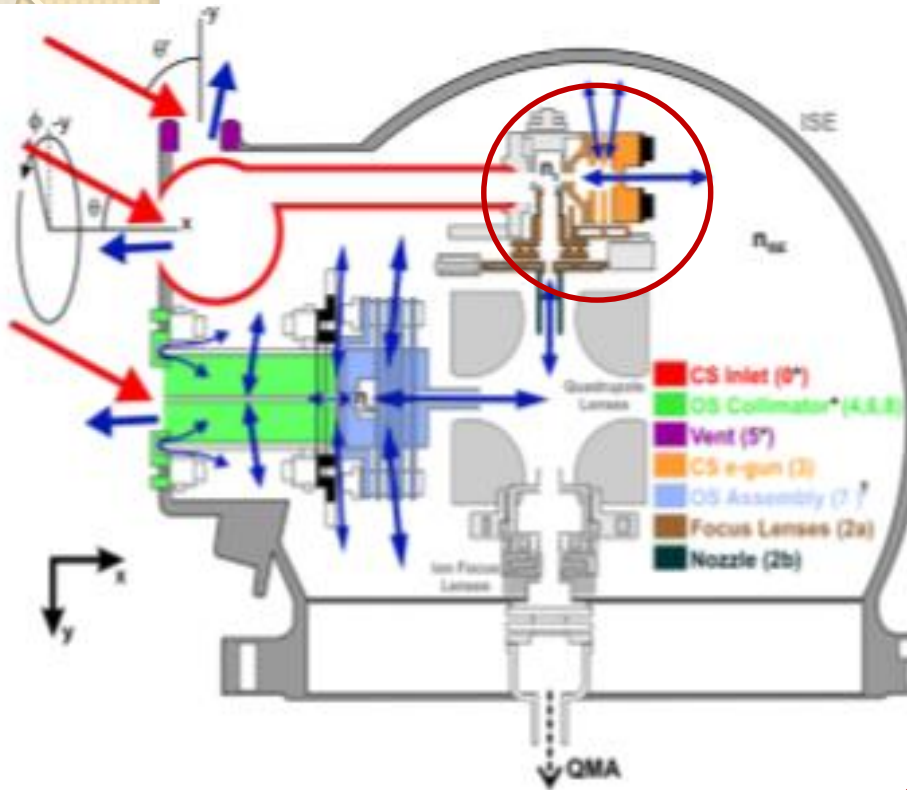 -y
θ'
ISE
ϕ
-y
θ
x
n
n
Quadrupole
Lenses
CS Inlet (0*)
OS Collimator* (4,6,8)
Vent (5*)
CS e-gun (3)
OS Assembly (7)
Focus Lenses (2a)
Nozzle (2b)
n
x
y
Ion Focus
Lenses
QMA